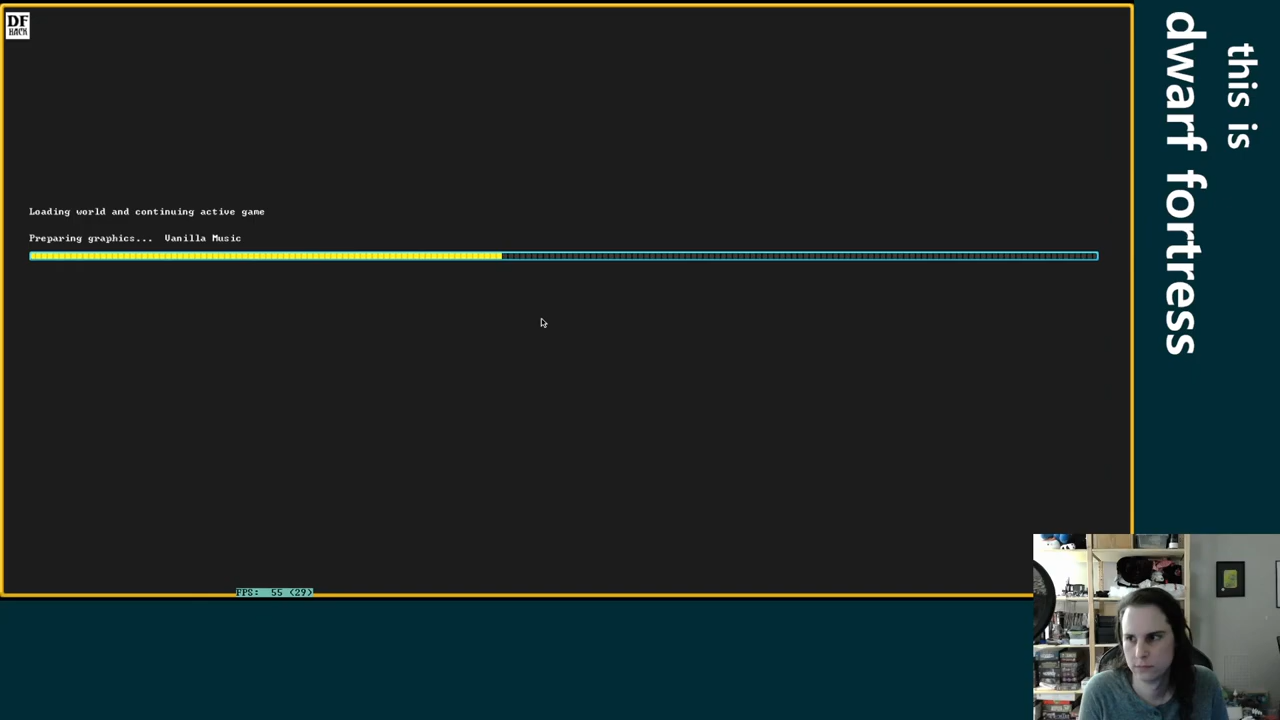 DF
HACK
Loading world and continuing active game
Preparing graphics... Vanilla Music
FPS: 55 (29)
this is
dwarf fortress